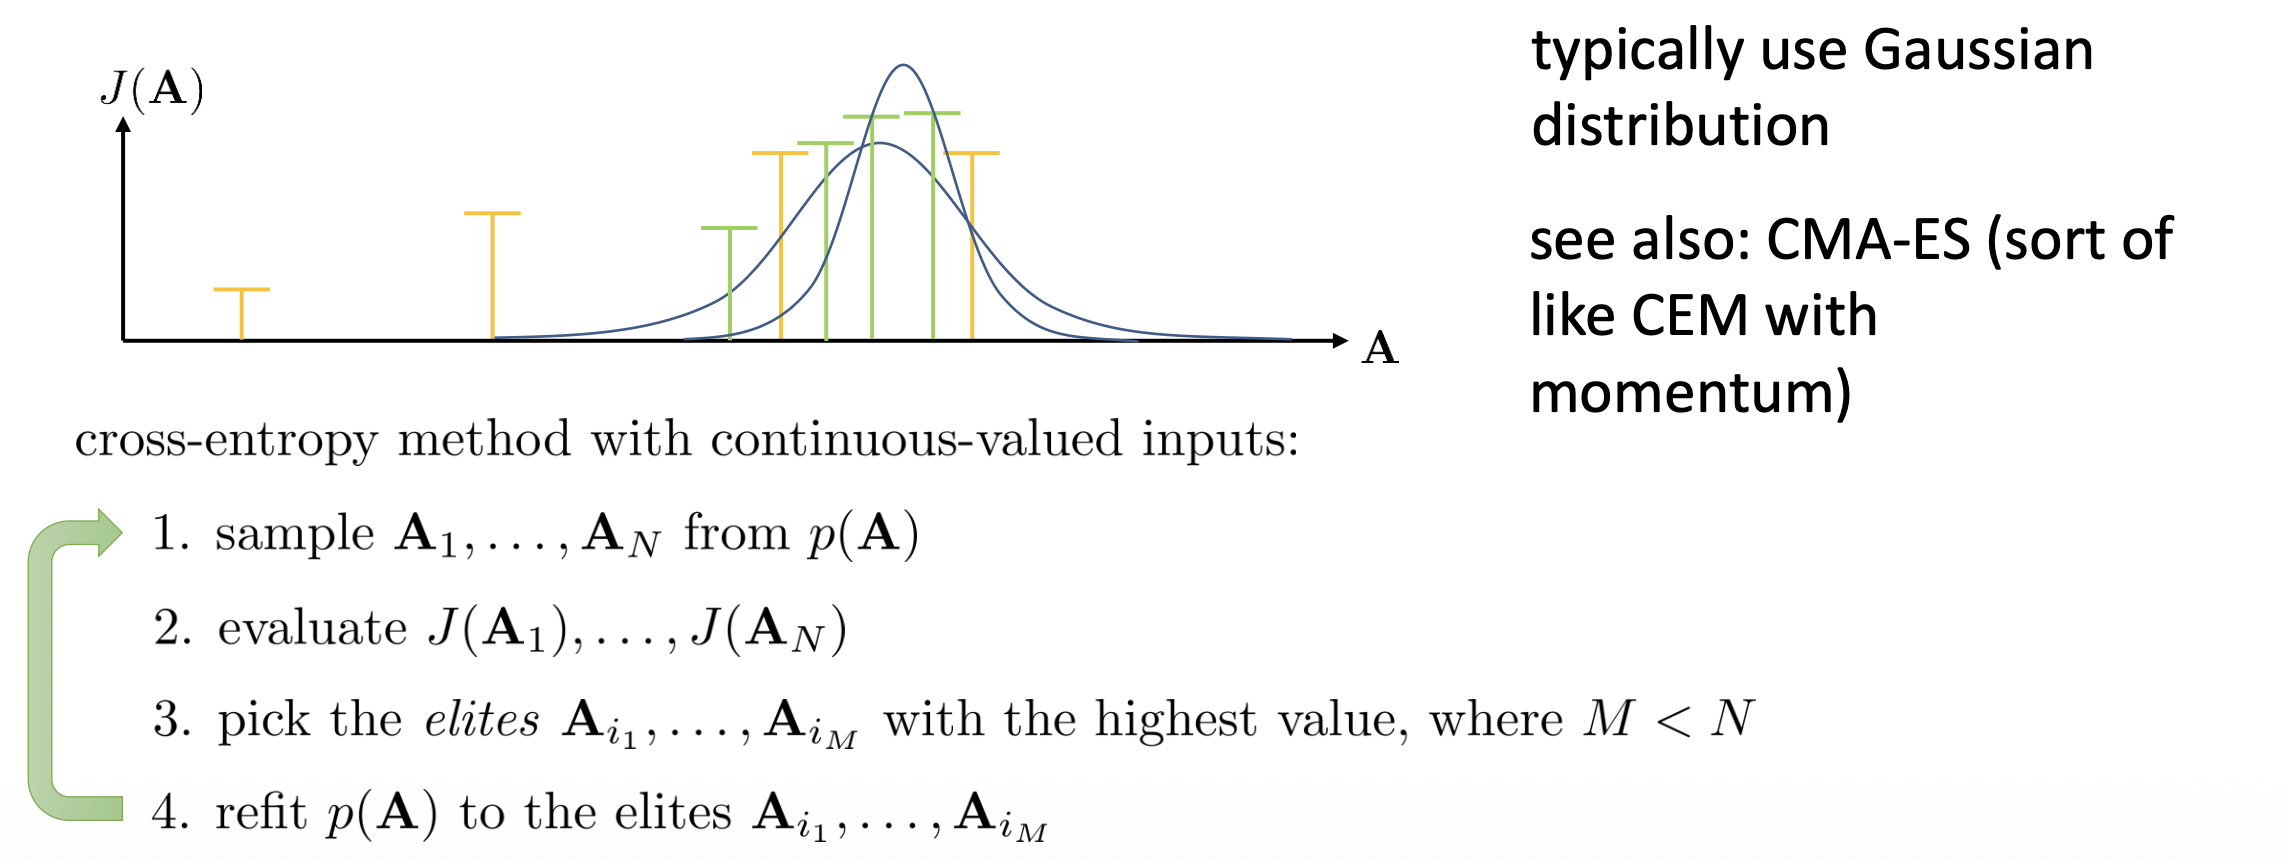 J(A)
A
typically use Gaussian
distribution
see also: CMA-ES (sort of
like CEM with
momentum)
cross-entropy method with continuous-valued inputs:
1. sample A₁, . . . , A_N from p(A)
2. evaluate J(A₁), . . . , J(A_N)
3. pick the elites A_{i₁}, . . . , A_{i_M} with the highest value, where M < N
4. refit p(A) to the elites A_{i₁}, . . . , A_{i_M}